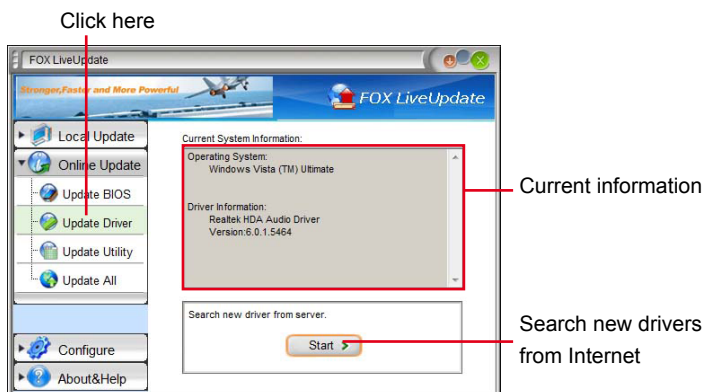 Click here
FOX LiveUpdate
Stronger,Faster and More Powerful
FOX LiveUpdate
Local Update
Online Update
Update BIOS
Update Driver
Update Utility
Update All
Configure
About&Help
Current System Information:
Operating System:
Windows Vista (TM) Ultimate
Driver Information:
Realtek HDA Audio Driver
Version:6.0.1.5464
Search new driver from server.
Start
Current information
Search new drivers
from Internet